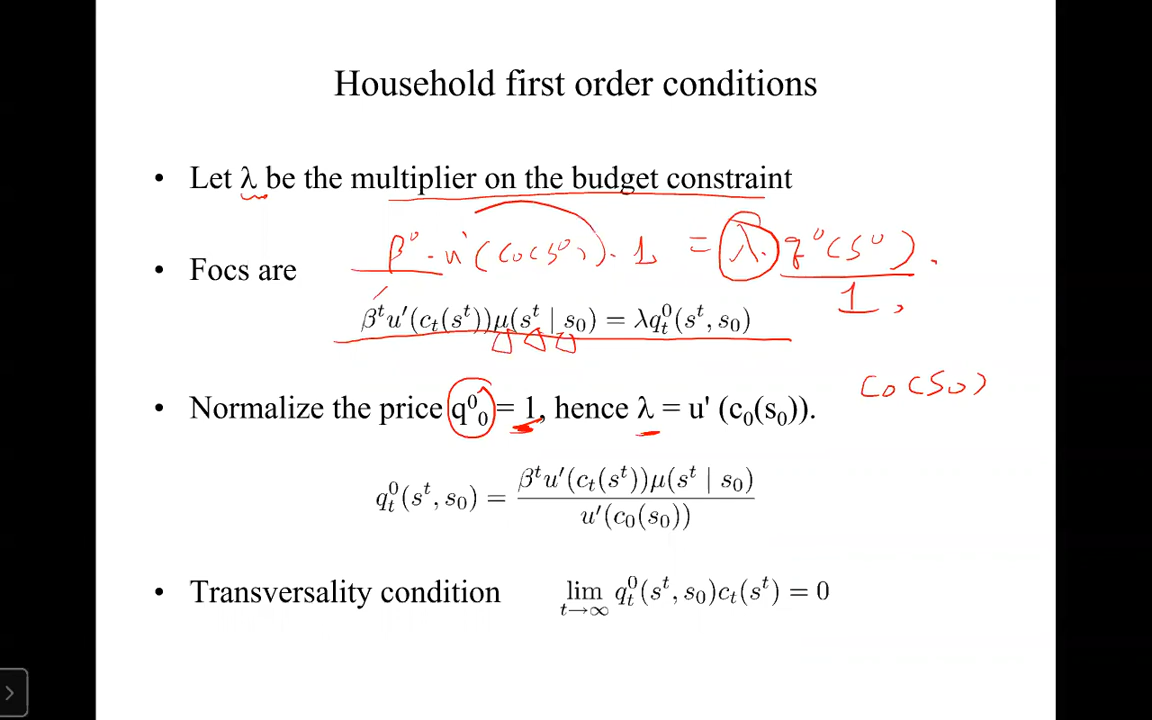 Household first order conditions
• Let λ be the multiplier on the budget constraint
β⁰ · u'(c₀(s⁰)) · 1 = λ · q⁰(s⁰).
1,
• Focs are
βᵗu′(cₜ(sᵗ))μ(sᵗ | s₀) = λqₜ⁰(sᵗ, s₀)
c₀(s₀)
• Normalize the price q⁰₀ = 1, hence λ = u' (c₀(s₀)).
qₜ⁰(sᵗ, s₀) = βᵗu′(cₜ(sᵗ))μ(sᵗ | s₀)
u′(c₀(s₀))
• Transversality condition lim t→∞ qₜ⁰(sᵗ, s₀)cₜ(sᵗ) = 0